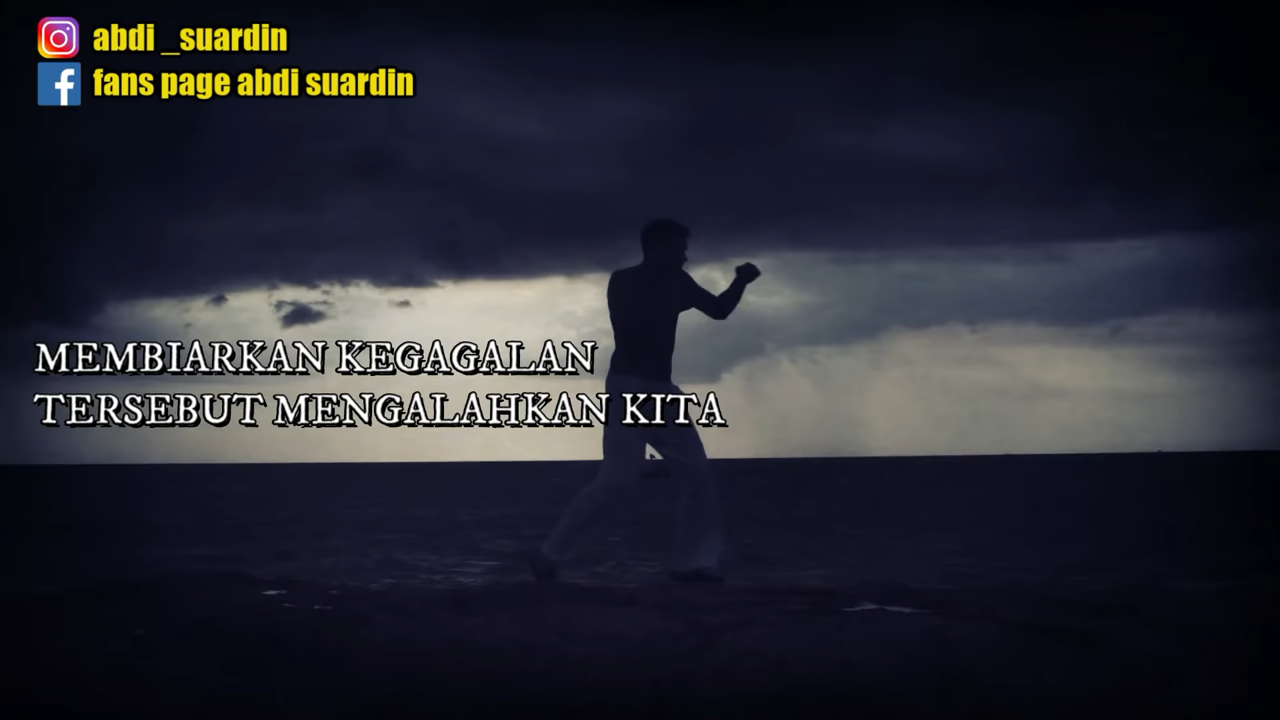 abdi _suardin
fans page abdi suardin
MEMBIARKAN KEGAGALAN
TERSEBUT MENGALAHKAN KITA